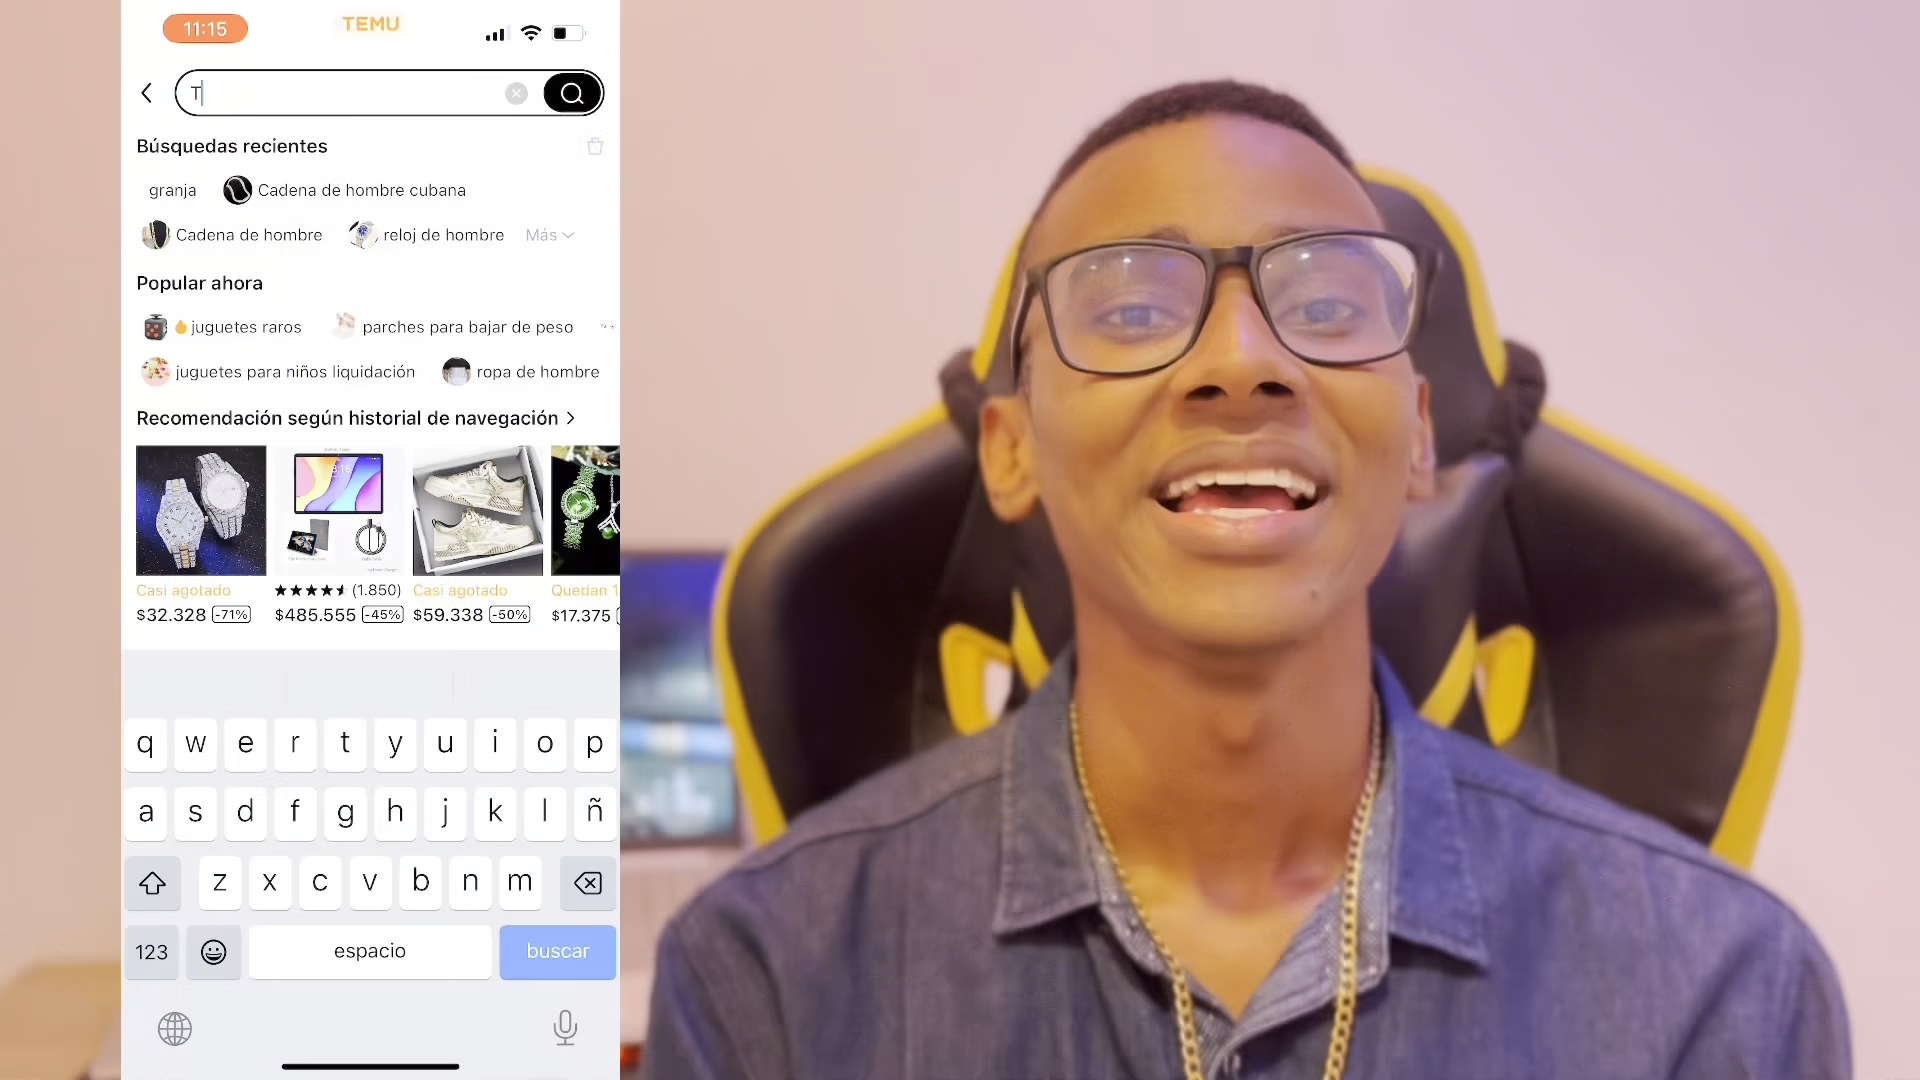 11:15
TEMU
T
Búsquedas recientes
granja
Cadena de hombre cubana
Cadena de hombre
reloj de hombre
Más
Popular ahora
juguetes raros
parches para bajar de peso
juguetes para niños liquidación
ropa de hombre
Recomendación según historial de navegación >
Casi agotado
(1.850)
Casi agotado
Quedan 1
$32.328 -71%
$485.555 -45%
$59.338 -50%
$17.375
q w e r t y u i o p
a s d f g h j k l ñ
z x c v b n m
123
espacio
buscar